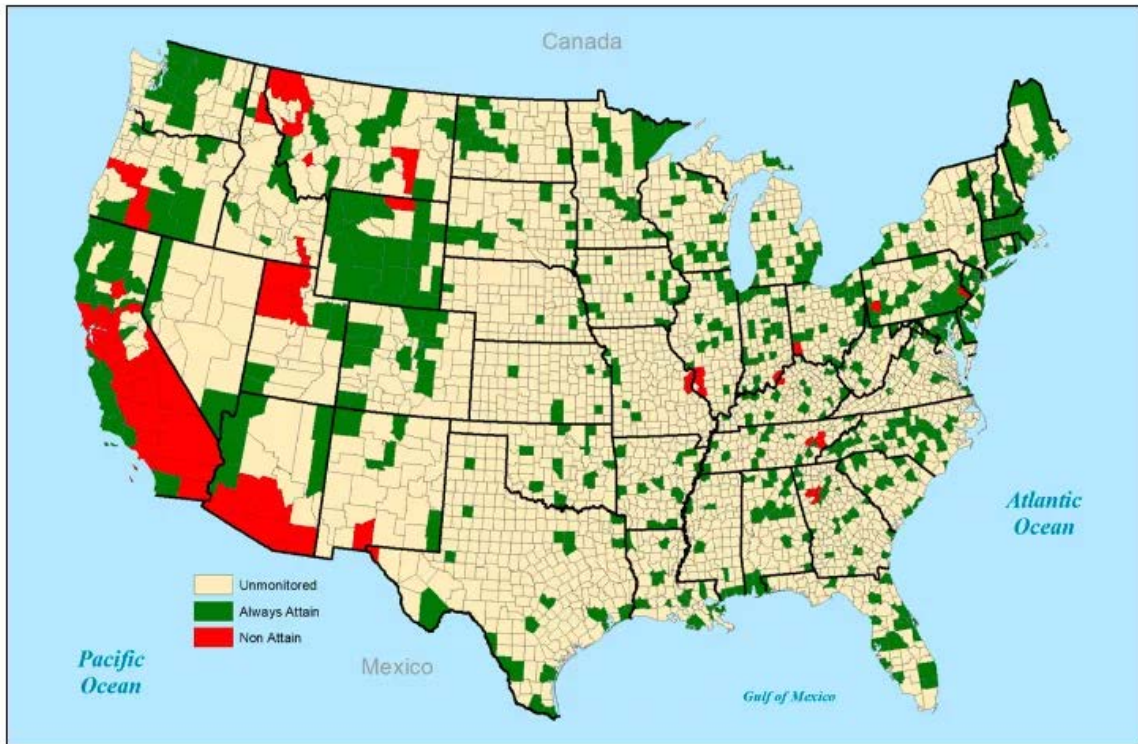 Canada
Atlantic
Ocean
Unmonitored
Always Attain
Non Attain
Pacific
Ocean
Mexico
Gulf of Mexico